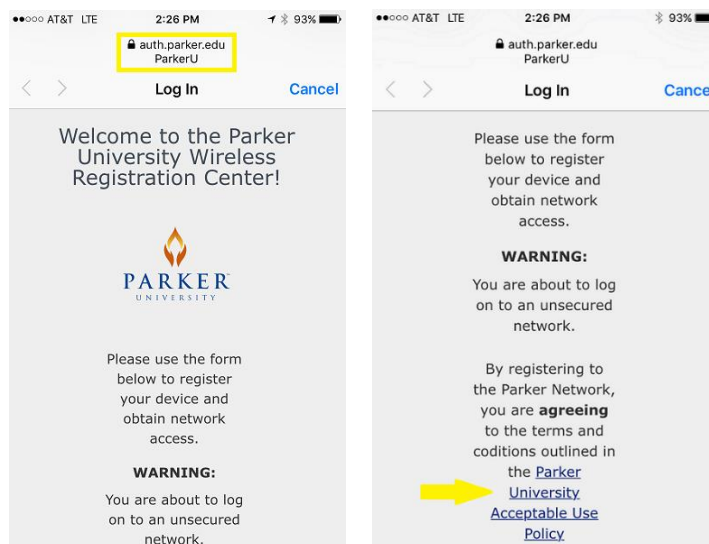 AT&T LTE 2:26 PM 93%
auth.parker.edu
ParkerU
Log In Cancel
Welcome to the Parker
University Wireless
Registration Center!
PARKER
UNIVERSITY
Please use the form
below to register
your device and
obtain network
access.
WARNING:
You are about to log
on to an unsecured
network.
AT&T LTE 2:26 PM 93%
auth.parker.edu
ParkerU
Log In Cance
Please use the form
below to register
your device and
obtain network
access.
WARNING:
You are about to log
on to an unsecured
network.
By registering to
the Parker Network,
you are agreeing
to the terms and
coditions outlined in
the Parker
University
Acceptable Use
Policy